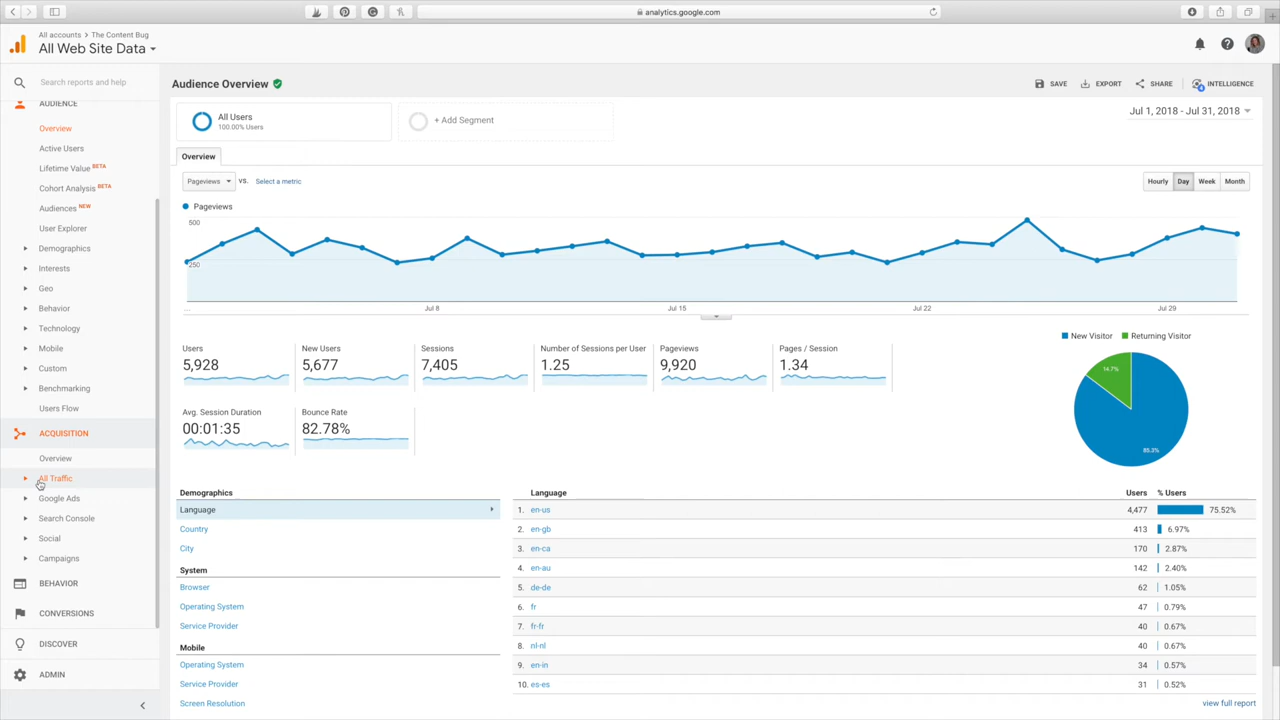 analytics.google.com
All accounts > The Content Bug
All Web Site Data
Search reports and help
AUDIENCE
Overview
Active Users
Lifetime Value BETA
Cohort Analysis BETA
Audiences NEW
User Explorer
Demographics
Interests
Geo
Behavior
Technology
Mobile
Custom
Benchmarking
Users Flow
ACQUISITION
Overview
All Traffic
Google Ads
Search Console
Social
Campaigns
BEHAVIOR
CONVERSIONS
DISCOVER
ADMIN
Audience Overview
SAVE EXPORT SHARE INTELLIGENCE
4
All Users
100.00% Users
+ Add Segment
Jul 1, 2018 - Jul 31, 2018
Overview
Pageviews vs. Select a metric
Hourly Day Week Month
Pageviews
500
250
... Jul 8 Jul 15 Jul 22 Jul 29
New Visitor Returning Visitor
14.7%
85.3%
Users New Users Sessions Number of Sessions per User Pageviews Pages / Session
5,928 5,677 7,405 1.25 9,920 1.34
Avg. Session Duration Bounce Rate
00:01:35 82.78%
Demographics
Language
Country
City
System
Browser
Operating System
Service Provider
Mobile
Operating System
Service Provider
Screen Resolution
Language Users % Users
1. en-us 4,477 75.52%
2. en-gb 413 6.97%
3. en-ca 170 2.87%
4. en-au 142 2.40%
5. de-de 62 1.05%
6. fr 47 0.79%
7. fr-fr 40 0.67%
8. nl-nl 40 0.67%
9. en-in 34 0.57%
10. es-es 31 0.52%
view full report